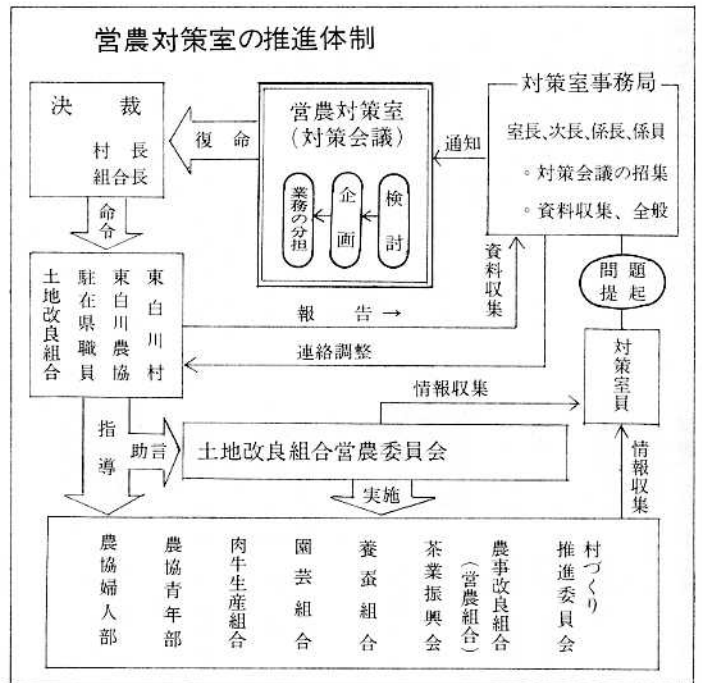 営農対策室の推進体制
決裁
村長
組合長
復命
営農対策室
(対策会議)
検討
企画
業務の分担
通知
対策室事務局
室長、次長、係長、係員
◦対策会議の招集
◦資料収集、全般
命令
東白川村
東白川農協
駐在県職員
土地改良組合
報告→
資料収集
連絡調整
問題
提起
対策室員
情報収集
指導
助言
土地改良組合営農委員会
実施
情報収集
村づくり
推進委員会
農事改良組合
(営農組合)
茶業振興会
養蚕組合
園芸組合
肉牛生産組合
農協青年部
農協婦人部